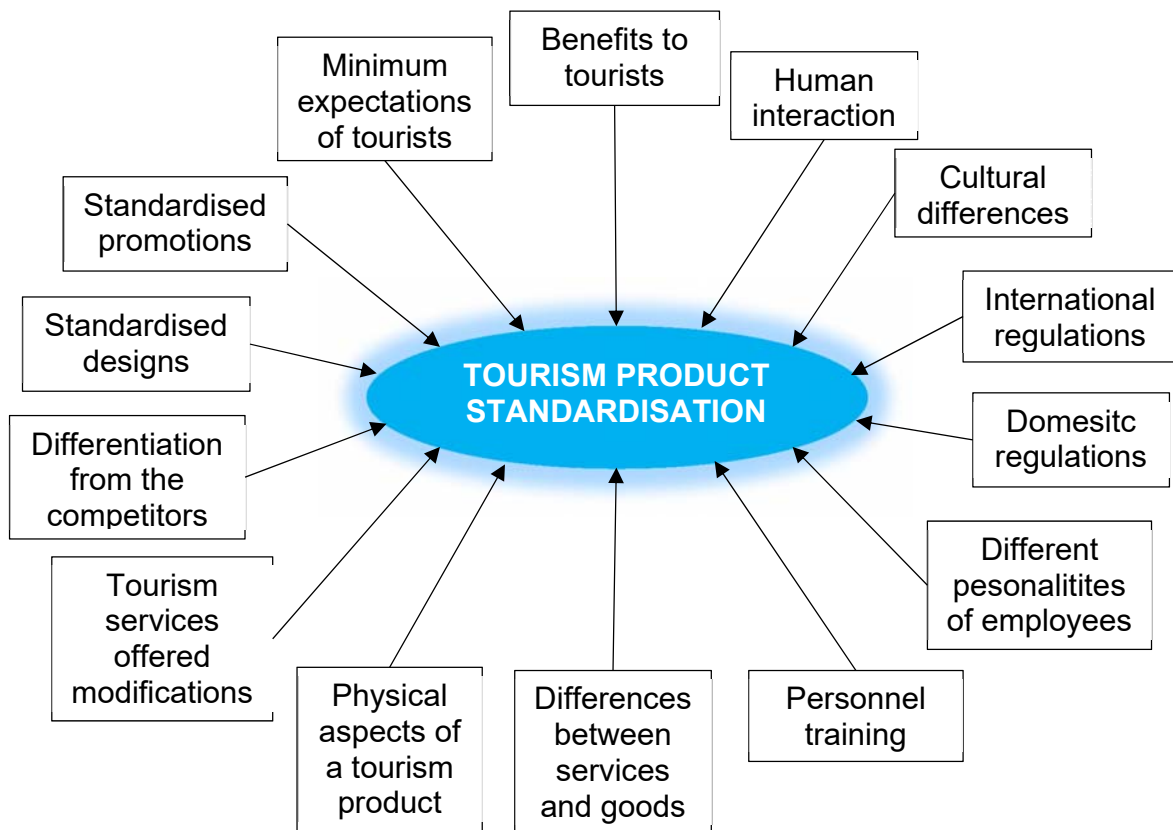 Benefits to
tourists
Human
interaction
Cultural
differences
International
regulations
Domesitc
regulations
Different
pesonalitites
of employees
Personnel
training
Differences
between
services
and goods
Physical
aspects of
a tourism
product
Tourism
services
offered
modifications
Differentiation
from the
competitors
Standardised
designs
Standardised
promotions
Minimum
expectations
of tourists
TOURISM PRODUCT
STANDARDISATION